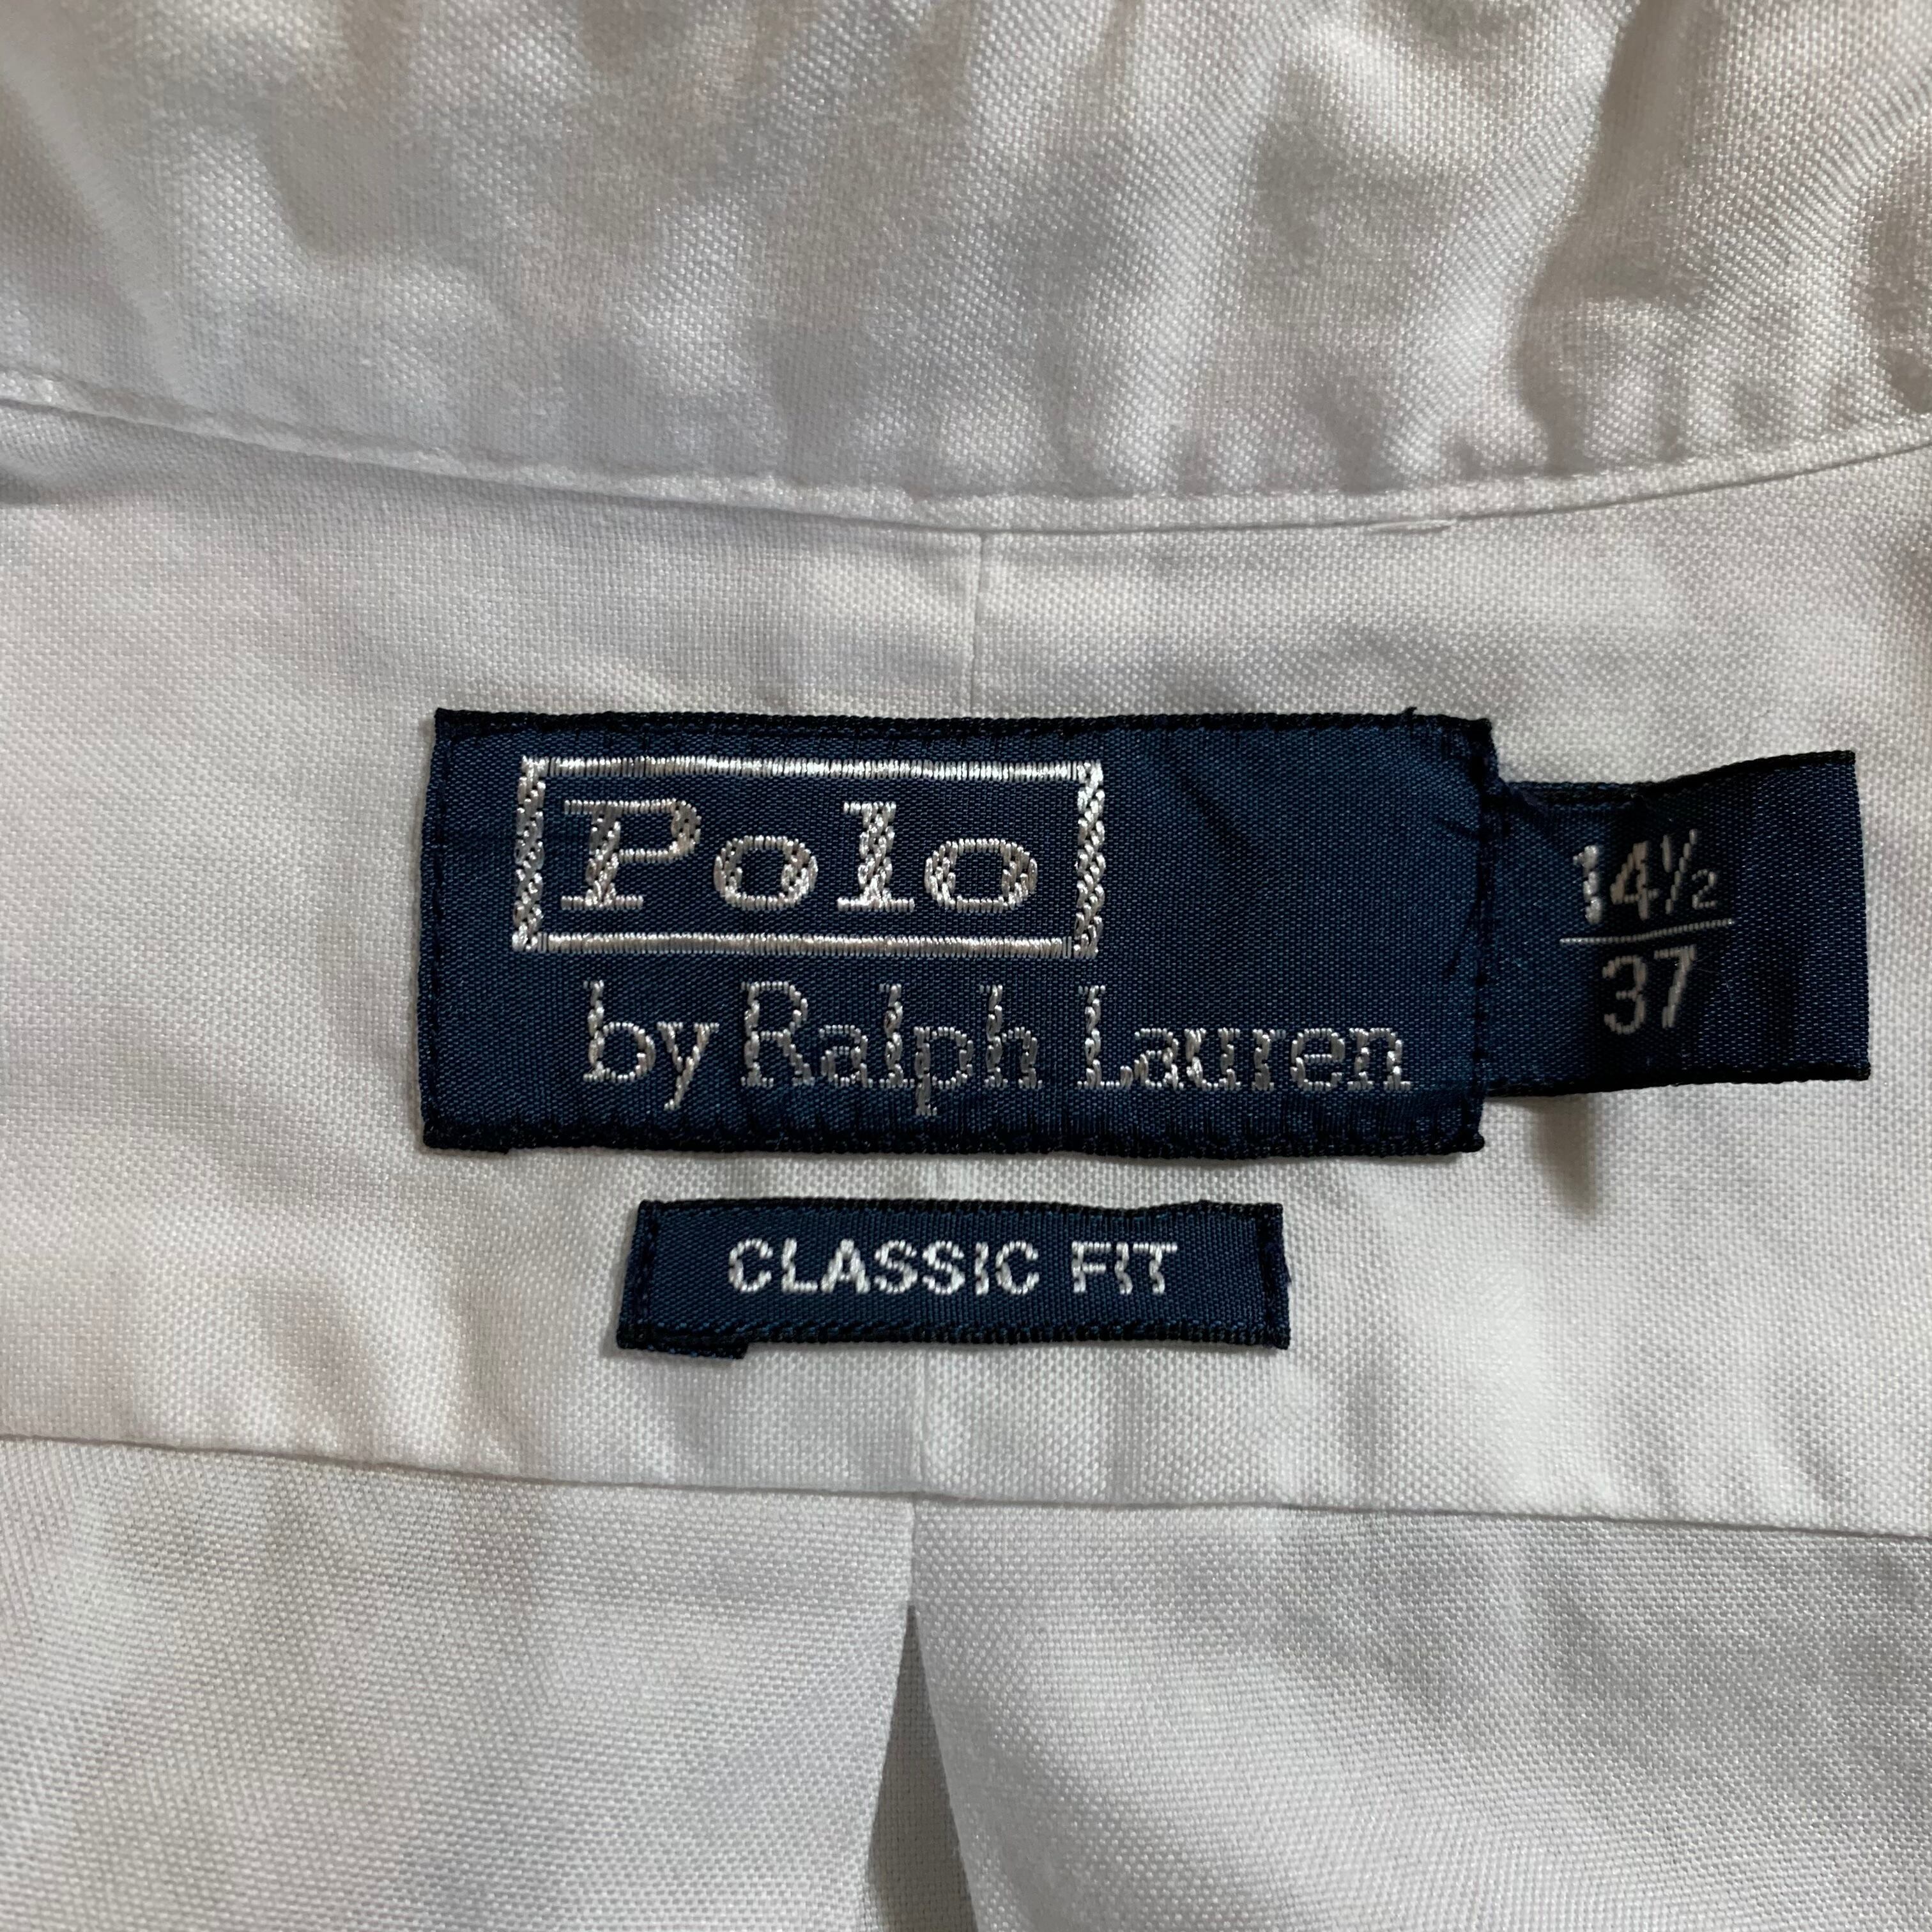 Polo
by Ralph Lauren
14½
37
CLASSIC FIT